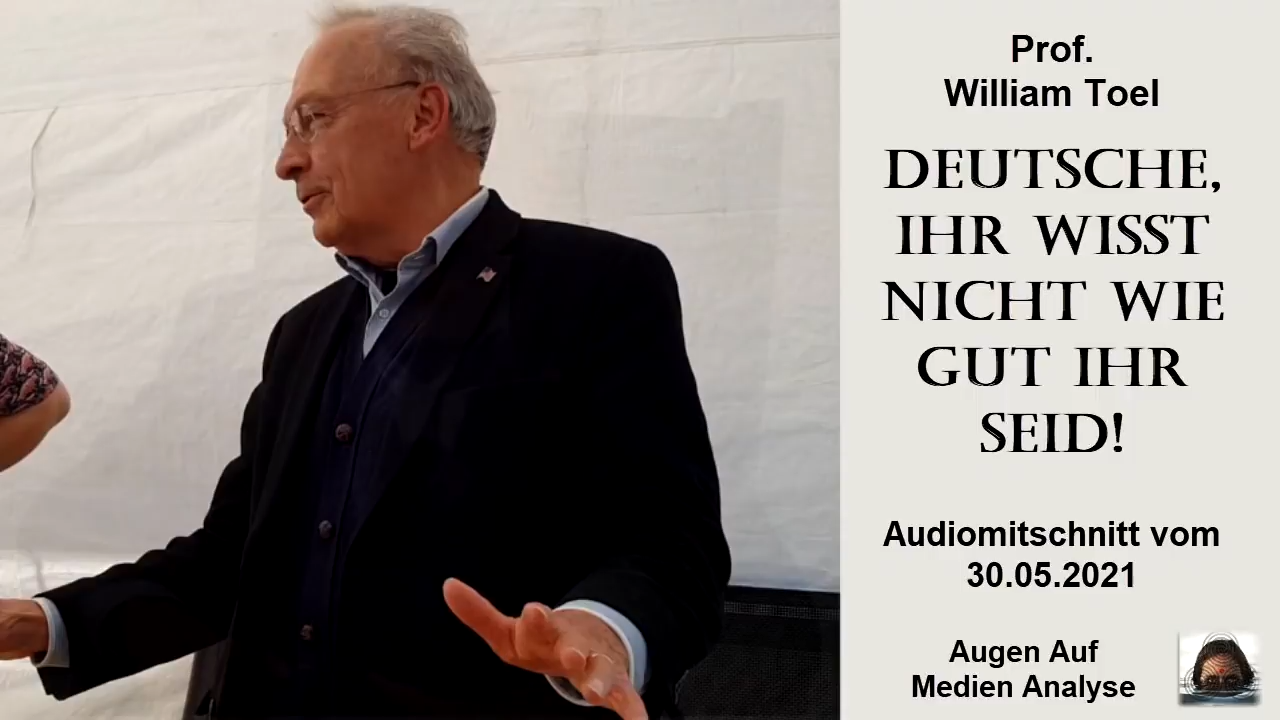 Prof.
William Toel
DEUTSCHE,
IHR WISST
NICHT WIE
GUT IHR
SEID!
Audiomitschnitt vom
30.05.2021
Augen Auf
Medien Analyse